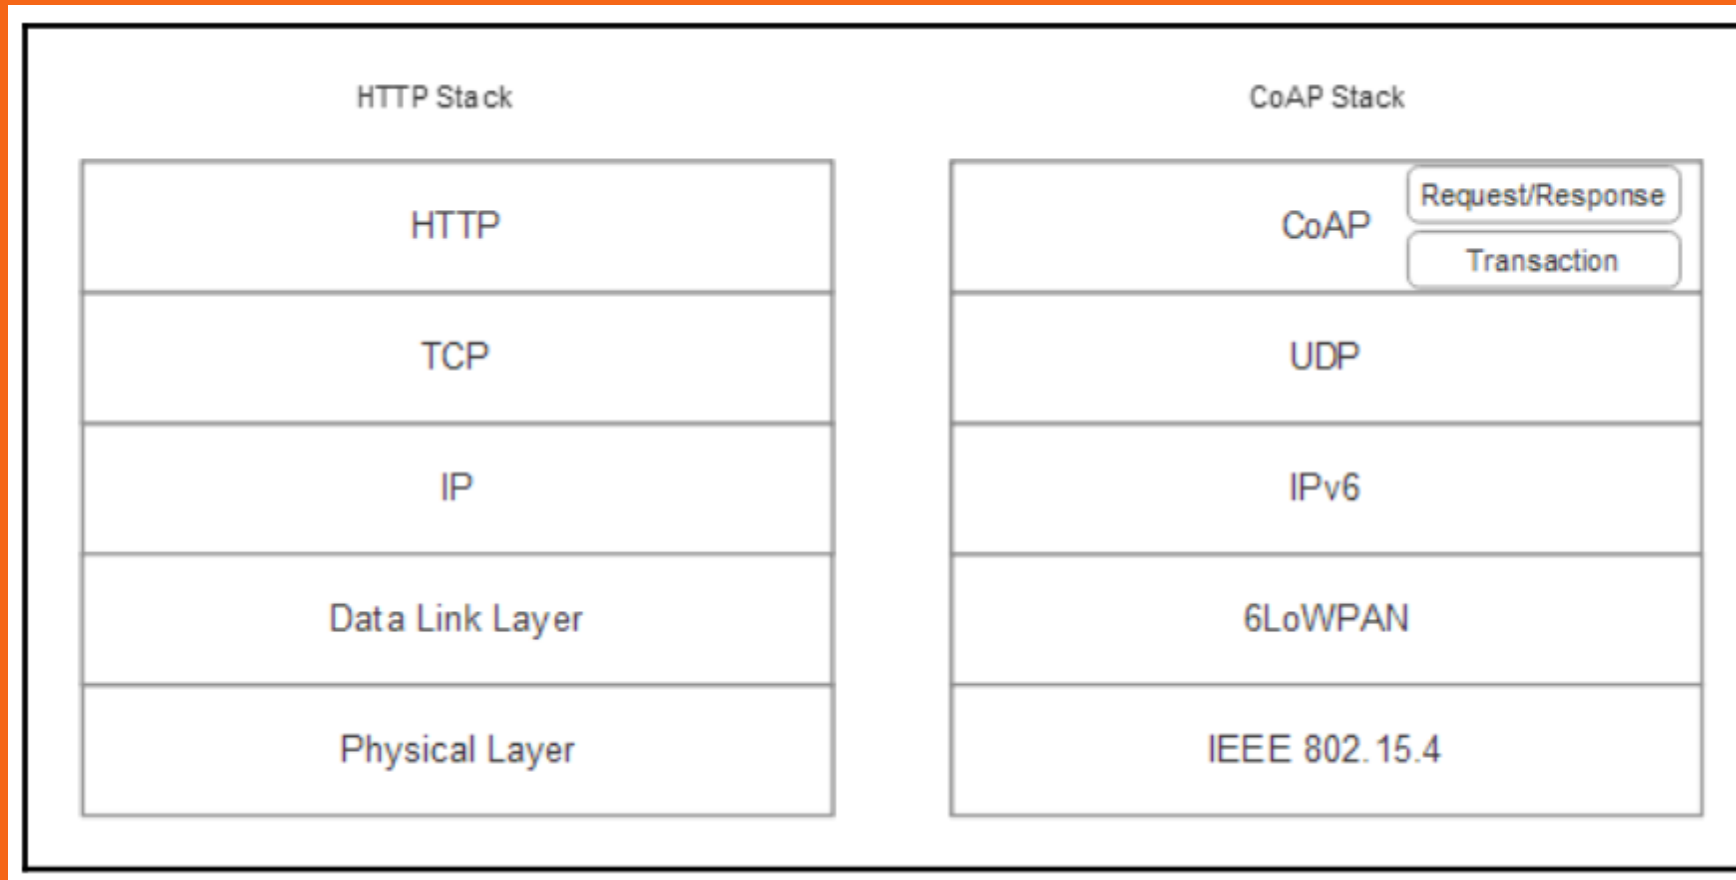 HTTP Stack
HTTP
TCP
IP
Data Link Layer
Physical Layer
CoAP Stack
CoAP
Request/Response
Transaction
UDP
IPv6
6LoWPAN
IEEE 802.15.4